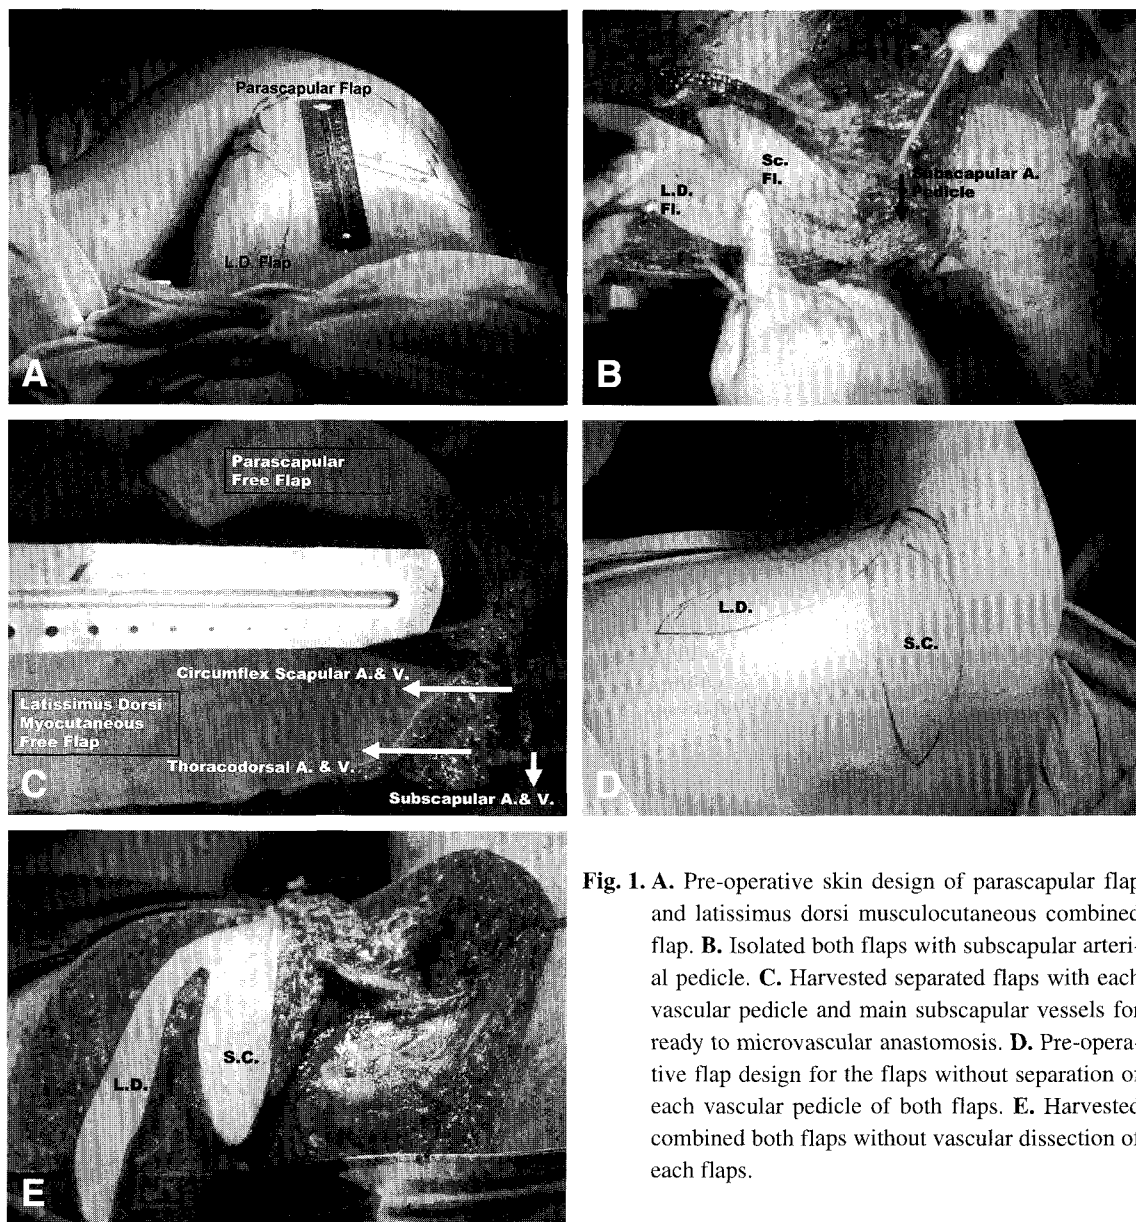 Parascapular Flap
L.D. Flap
A
Sc.
Fl.
L.D.
Fl.
Subscapular A.
Pedicle
B
Parascapular
Free Flap
Circumflex Scapular A.& V.
Latissimus Dorsi
Myocutaneous
Free Flap
Thoracodorsal A. & V.
Subscapular A.& V.
C
L.D.
S.C.
D
L.D.
S.C.
E
Fig. 1. A. Pre-operative skin design of parascapular flap
and latissimus dorsi musculocutaneous combined
flap. B. Isolated both flaps with subscapular arteri-
al pedicle. C. Harvested separated flaps with each
vascular pedicle and main subscapular vessels for
ready to microvascular anastomosis. D. Pre-opera-
tive flap design for the flaps without separation of
each vascular pedicle of both flaps. E. Harvested
combined both flaps without vascular dissection of
each flaps.